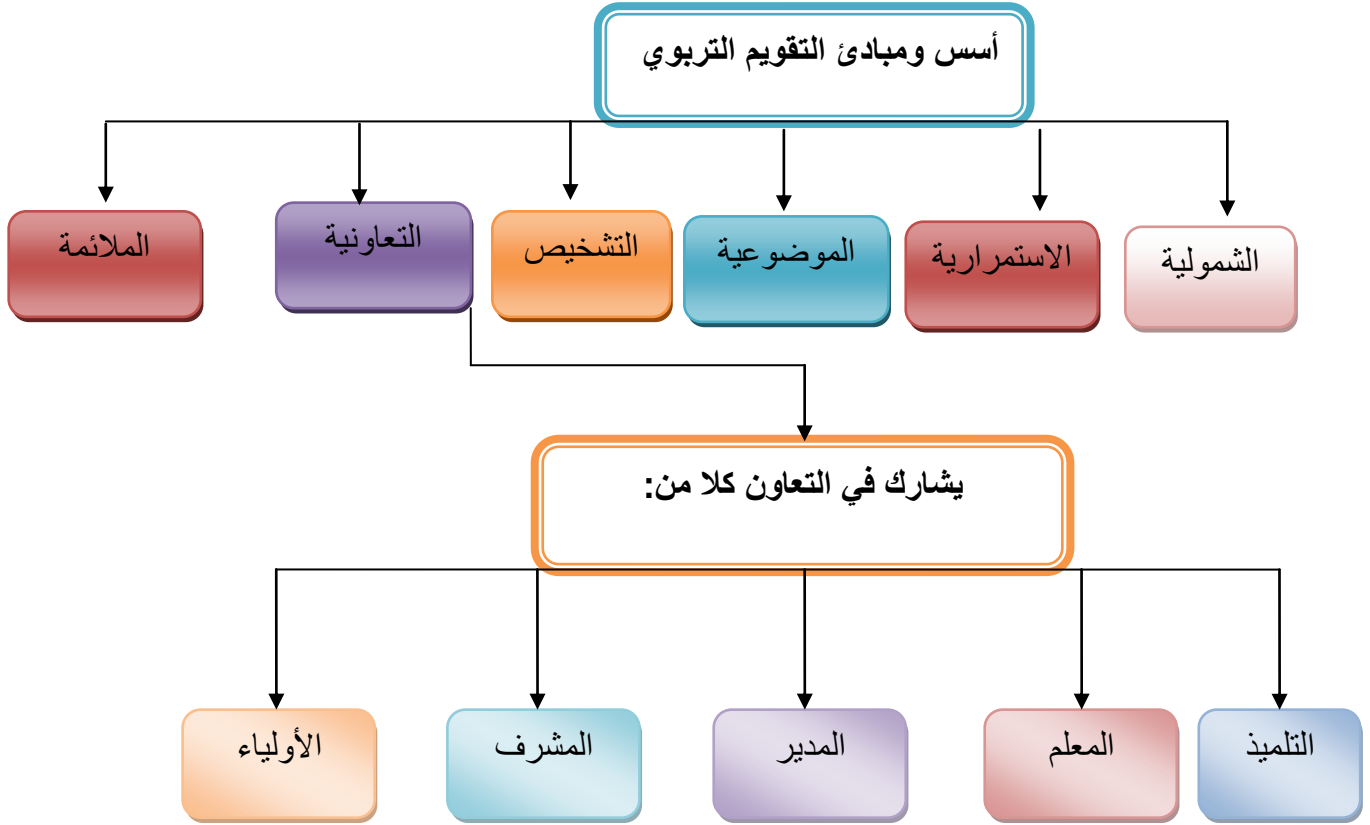 أسس ومبادئ التقويم التربوي
الشمولية
الاستمرارية
الموضوعية
التشخيص
التعاونية
الملائمة
يشارك في التعاون كلا من:
التلميذ
المعلم
المدير
المشرف
الأولياء